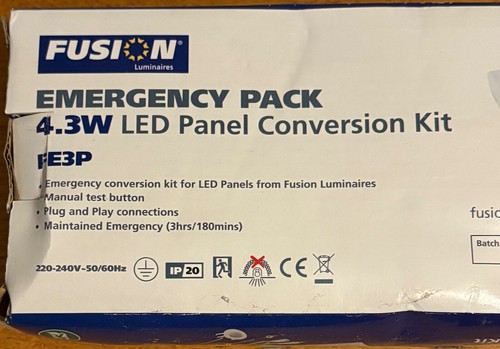 FUSION®
Luminaires
EMERGENCY PACK
4.3W LED Panel Conversion Kit
FE3P
• Emergency conversion kit for LED Panels from Fusion Luminaires
• Manual test button
• Plug and Play connections
• Maintained Emergency (3hrs/180mins)
fusio
Batch
220-240V~50/60Hz IP 20 CE